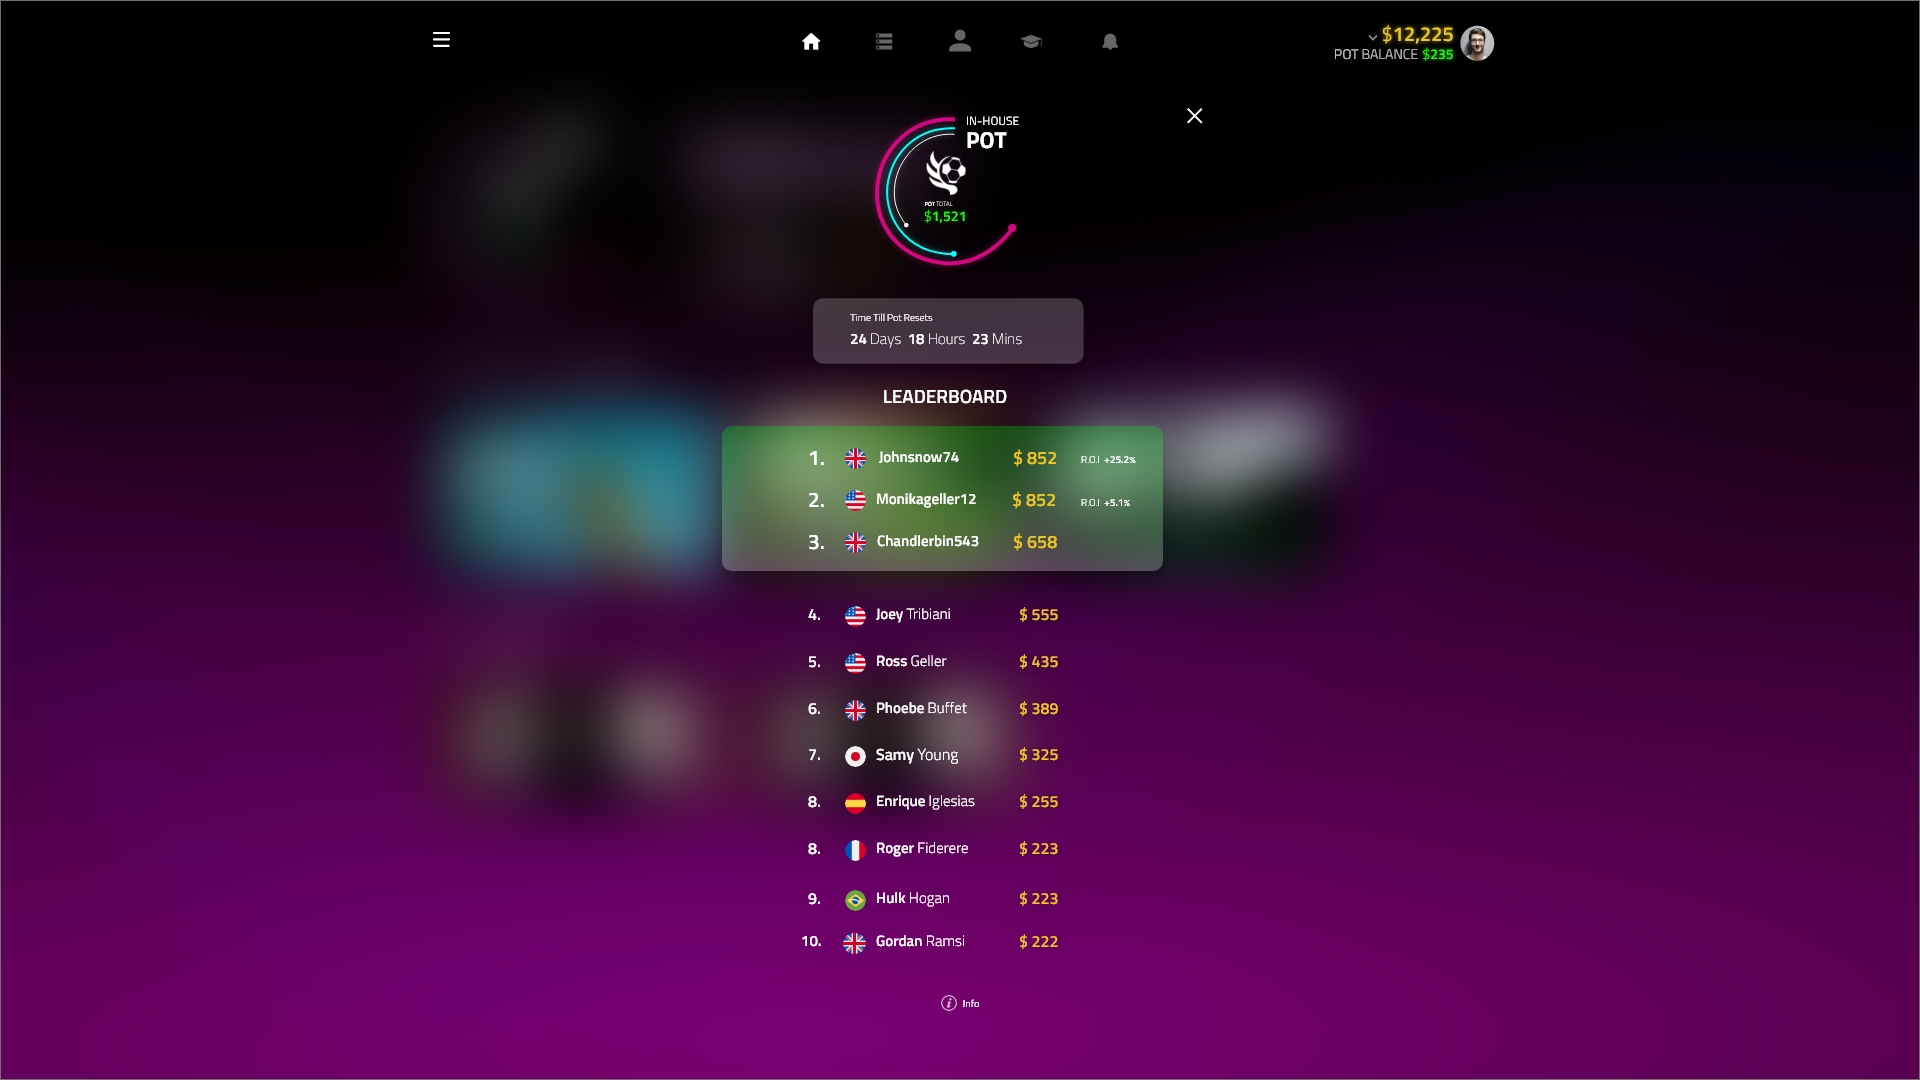 $12,225
POT BALANCE $235
IN-HOUSE
POT
POT TOTAL
$1,521
Time Till Pot Resets
24 Days 18 Hours 23 Mins
LEADERBOARD
1. Johnsnow74 $ 852 R.O.I +25.2%
2. Monikageller12 $ 852 R.O.I +5.1%
3. Chandlerbin543 $ 658
4. Joey Tribiani $ 555
5. Ross Geller $ 435
6. Phoebe Buffet $ 389
7. Samy Young $ 325
8. Enrique Iglesias $ 255
8. Roger Fiderere $ 223
9. Hulk Hogan $ 223
10. Gordan Ramsi $ 222
i Info